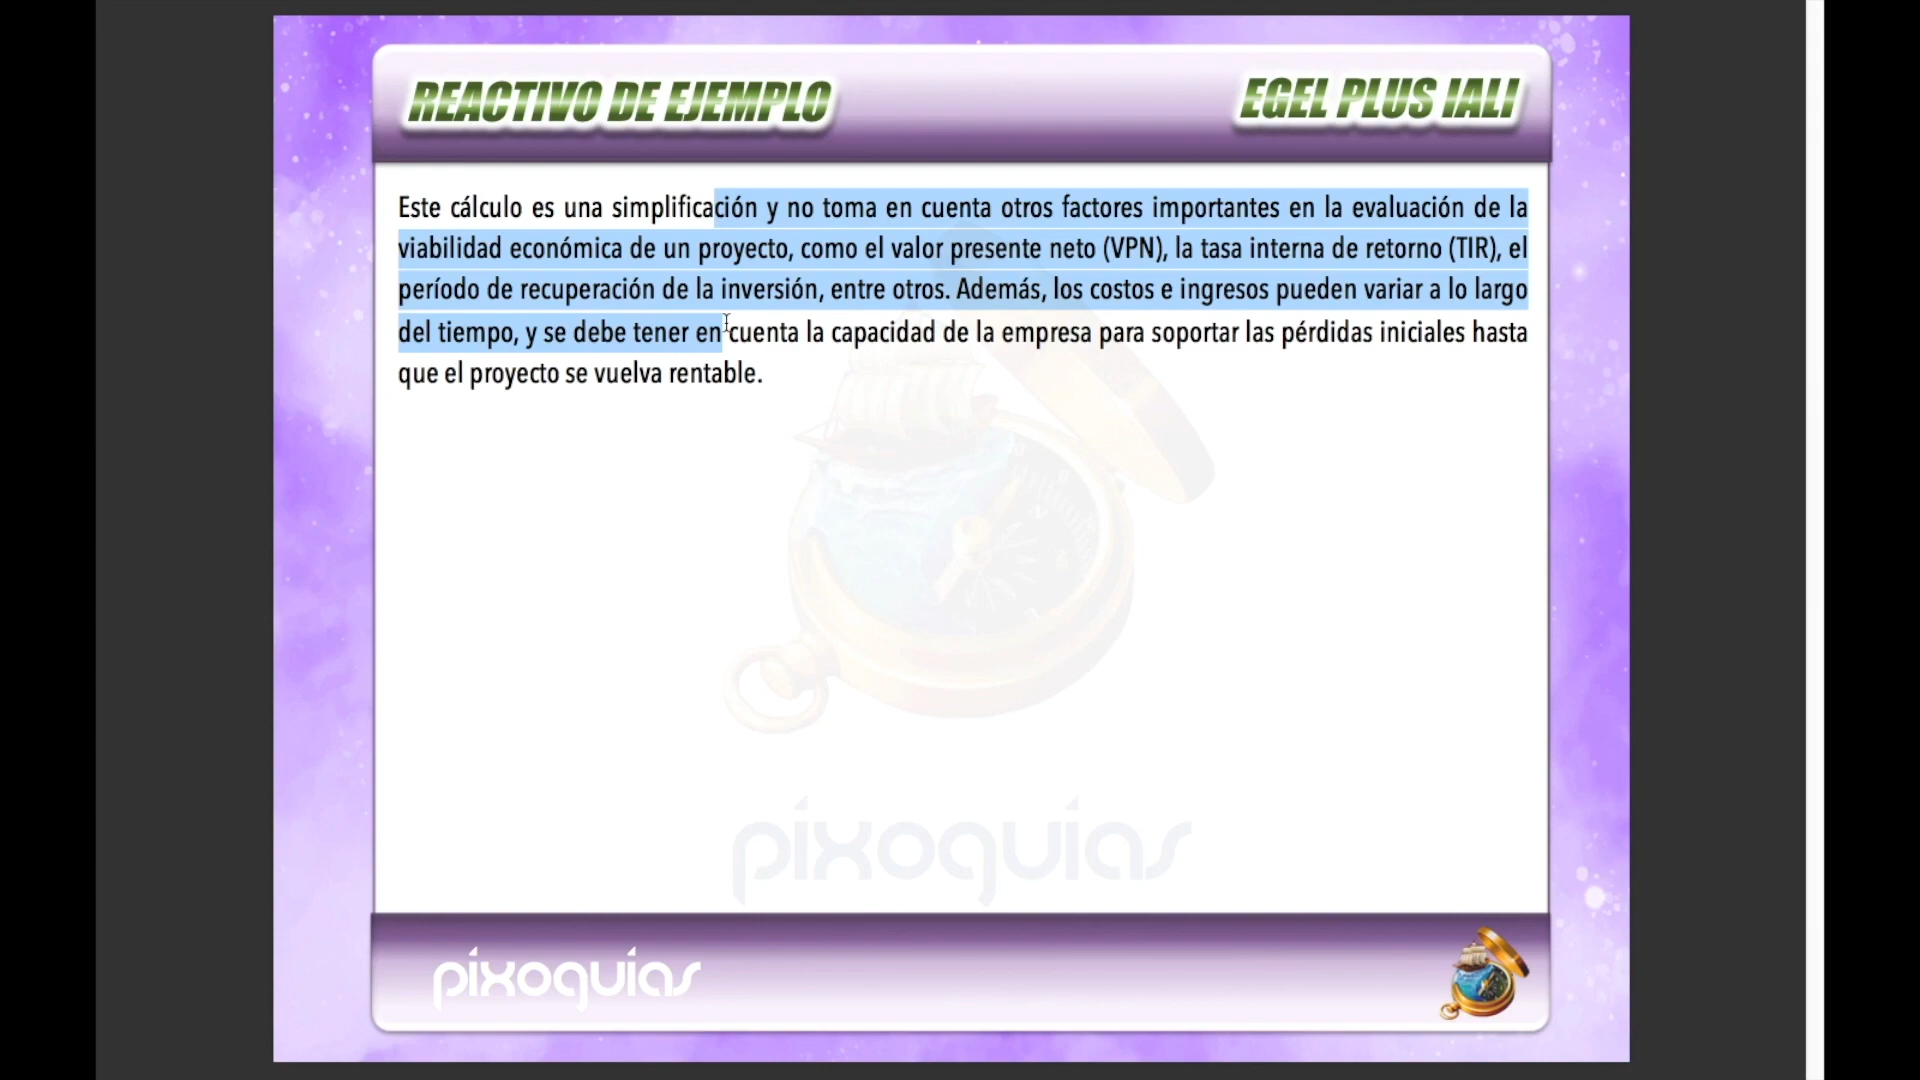 REACTIVO DE EJEMPLO
EGEL PLUS IALI
Este cálculo es una simplificación y no toma en cuenta otros factores importantes en la evaluación de la
viabilidad económica de un proyecto, como el valor presente neto (VPN), la tasa interna de retorno (TIR), el
período de recuperación de la inversión, entre otros. Además, los costos e ingresos pueden variar a lo largo
del tiempo, y se debe tener en cuenta la capacidad de la empresa para soportar las pérdidas iniciales hasta
que el proyecto se vuelva rentable.
pixoguias
pixoguias